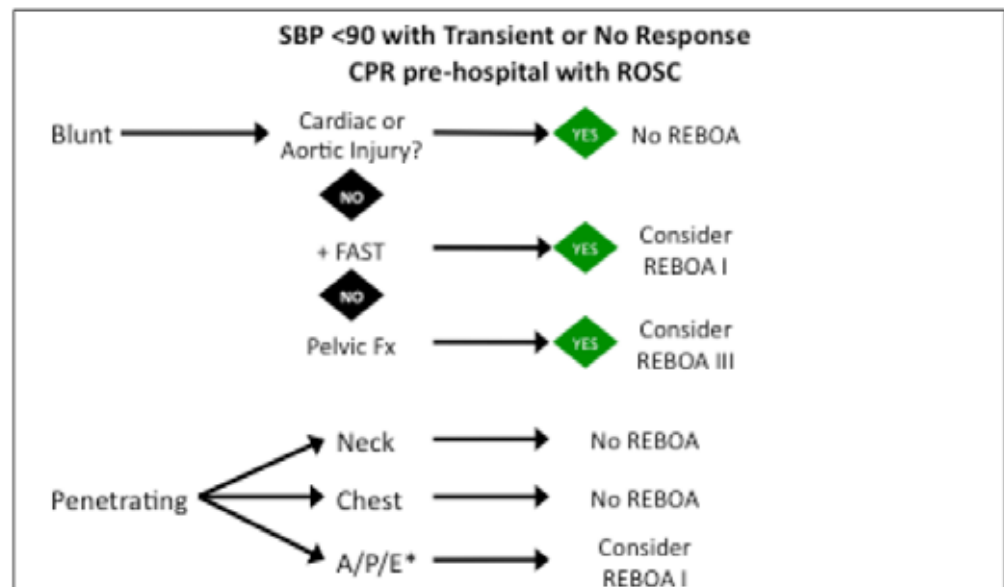 SBP <90 with Transient or No Response
CPR pre-hospital with ROSC
Blunt
Cardiac or
Aortic Injury?
YES
No REBOA
NO
+ FAST
YES
Consider
REBOA I
NO
Pelvic Fx
YES
Consider
REBOA III
Penetrating
Neck
No REBOA
Chest
No REBOA
A/P/E*
Consider
REBOA I